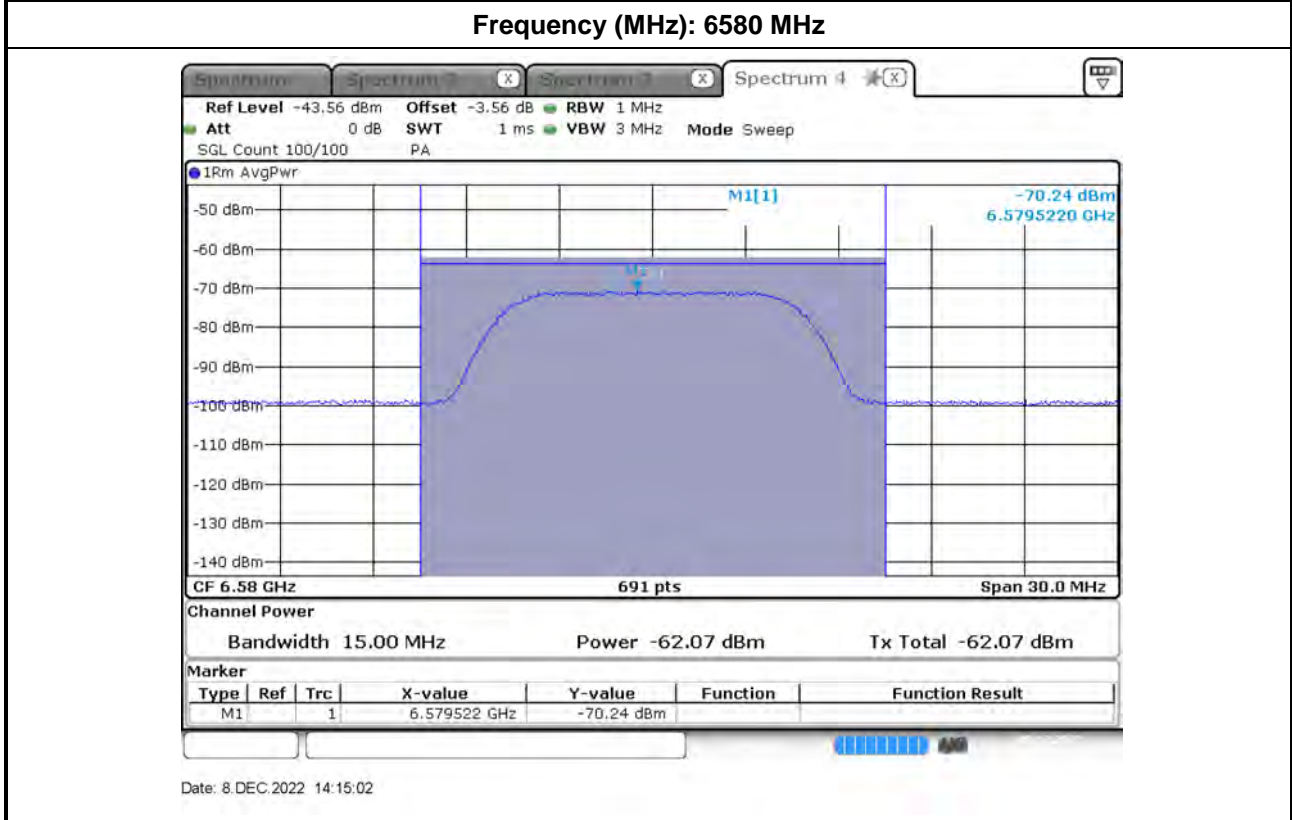 Frequency (MHz): 6580 MHz
Spectrum 4 X
Ref Level -43.56 dBm Offset -3.56 dB RBW 1 MHz
Att 0 dB SWT 1 ms VBW 3 MHz Mode Sweep
SGL Count 100/100 PA
1Rm AvgPwr
M1[1] -70.24 dBm
6.5795220 GHz
-50 dBm
-60 dBm
-70 dBm
-80 dBm
-90 dBm
-100 dBm
-110 dBm
-120 dBm
-130 dBm
-140 dBm
CF 6.58 GHz 691 pts Span 30.0 MHz
Channel Power
Bandwidth 15.00 MHz Power -62.07 dBm Tx Total -62.07 dBm
Marker
Type Ref Trc X-value Y-value Function Function Result
M1 1 6.579522 GHz -70.24 dBm
Date: 8.DEC.2022 14:15:02